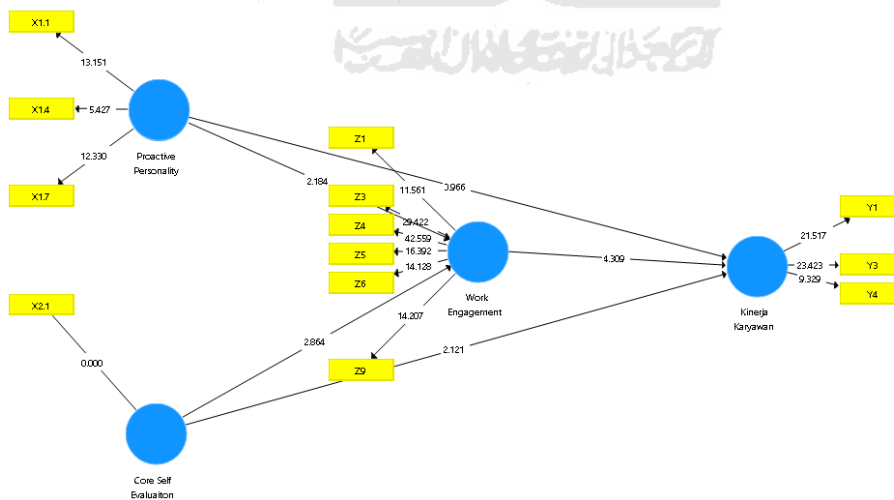 X1.1
13.151
X1.4
5.427
12.330
X1.7
Proactive
Personality
2.184
Z1
11.561
0.966
Z3
29.422
Z4
42.559
Z5
16.392
Z6
14.128
Work
Engagement
14.207
Z9
4.309
Y1
21.517
23.423
Y3
9.329
Y4
Kinerja
Karyawan
X2.1
0.000
2.864
2.121
Core Self
Evaluaiton